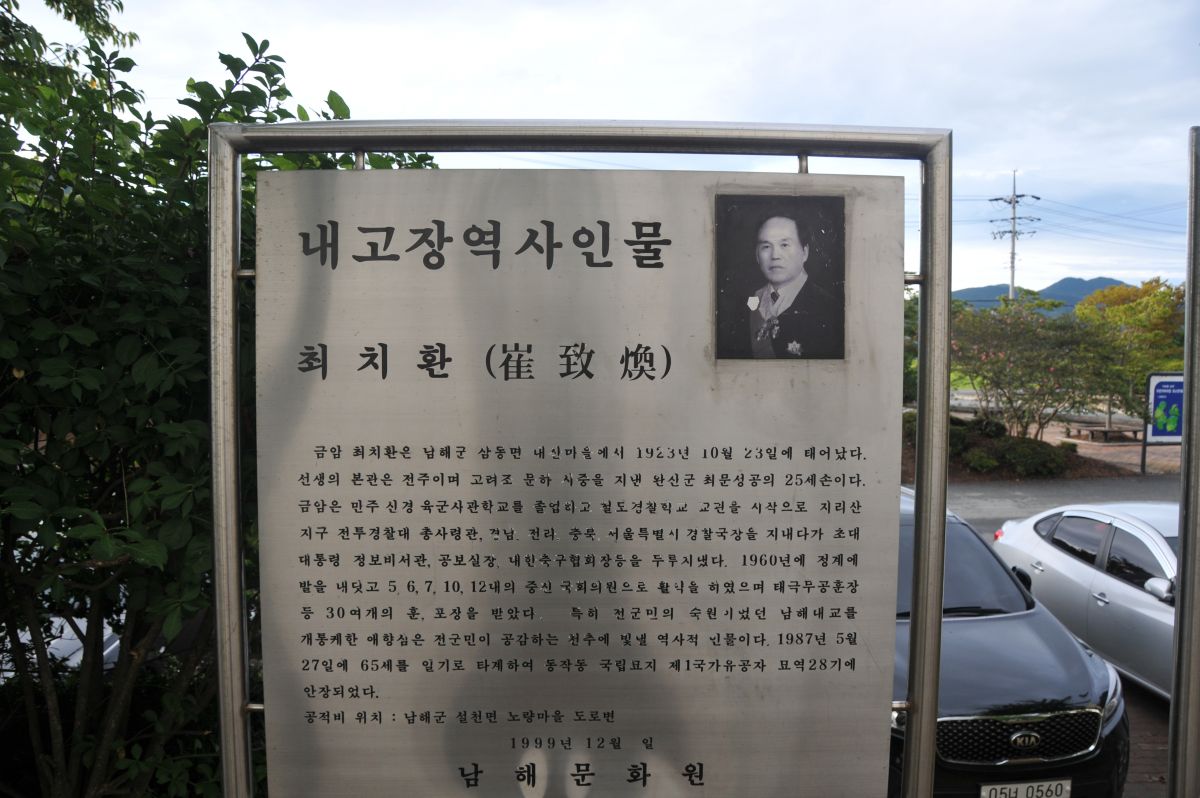 내고장역사인물
최치환 (崔致煥)
금암 최치환은 남해군 삼동면 내산마을에서 1923년 10월 23일에 태어났다.
선생의 본관은 전주이며 고려조 문하 시중을 지낸 완산군 최문성공의 25세손이다.
금암은 만주 신경 육군사관학교를 졸업하고 철도경찰학교 교관을 시작으로 지리산
지구 전투경찰대 총사령관, 경남, 전라, 충북, 서울특별시 경찰국장을 지내다가 초대
대통령 정보비서관, 공보실장, 대한축구협회장등을 두루지냈다. 1960년에 정계에
발을 내딛고 5, 6, 7, 10, 12대의 중신 국회의원으로 활약을 하였으며 태극무공훈장
등 30여개의 훈, 포장을 받았다. 특히 전군민의 숙원이었던 남해대교를
개통케한 애향심은 전군민이 공감하는 천추에 빛낼 역사적 인물이다. 1987년 5월
27일에 65세를 일기로 타계하여 동작동 국립묘지 제1국가유공자 묘역28기에
안장되었다.
공적비 위치 : 남해군 설천면 노량마을 도로변
1999년 12월 일
남해문화원
KIA
05너 0560